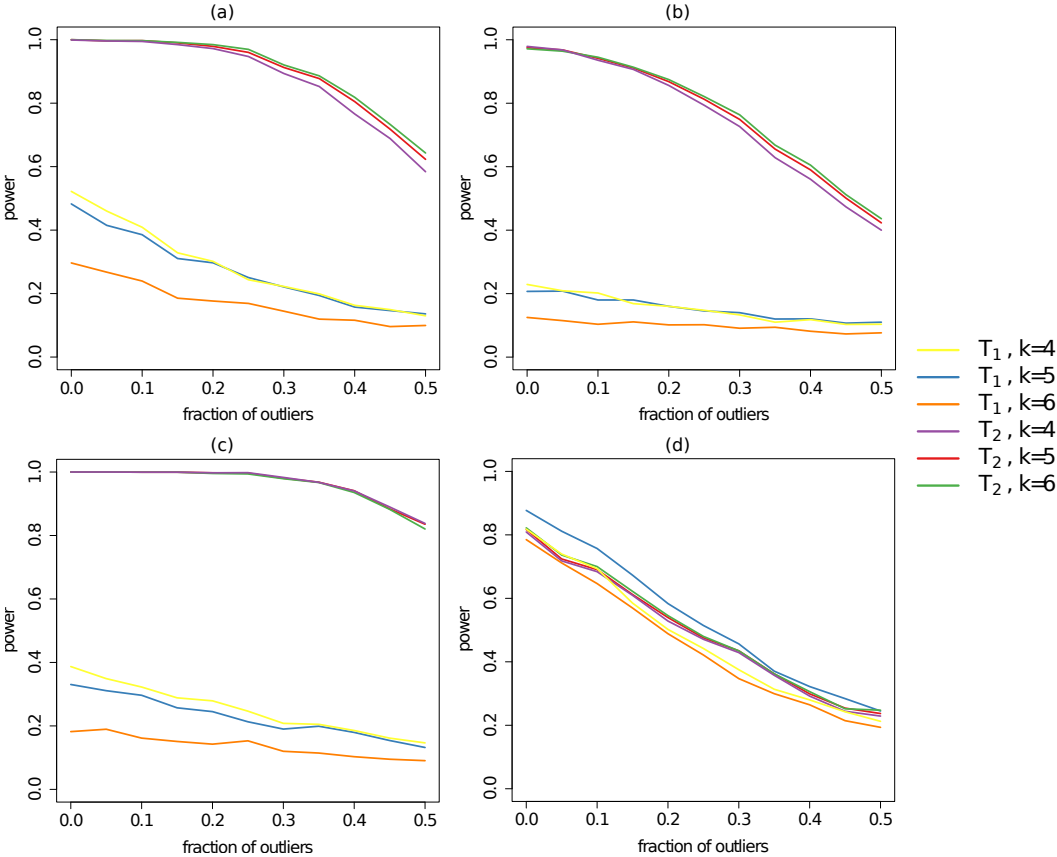 (a)
power
0.0 0.2 0.4 0.6 0.8 1.0
0.0 0.1 0.2 0.3 0.4 0.5
fraction of outliers
(b)
power
0.0 0.2 0.4 0.6 0.8 1.0
0.0 0.1 0.2 0.3 0.4 0.5
fraction of outliers
(c)
power
0.0 0.2 0.4 0.6 0.8 1.0
0.0 0.1 0.2 0.3 0.4 0.5
fraction of outliers
(d)
power
0.0 0.2 0.4 0.6 0.8 1.0
0.0 0.1 0.2 0.3 0.4 0.5
fraction of outliers
T₁, k=4
T₁, k=5
T₁, k=6
T₂, k=4
T₂, k=5
T₂, k=6